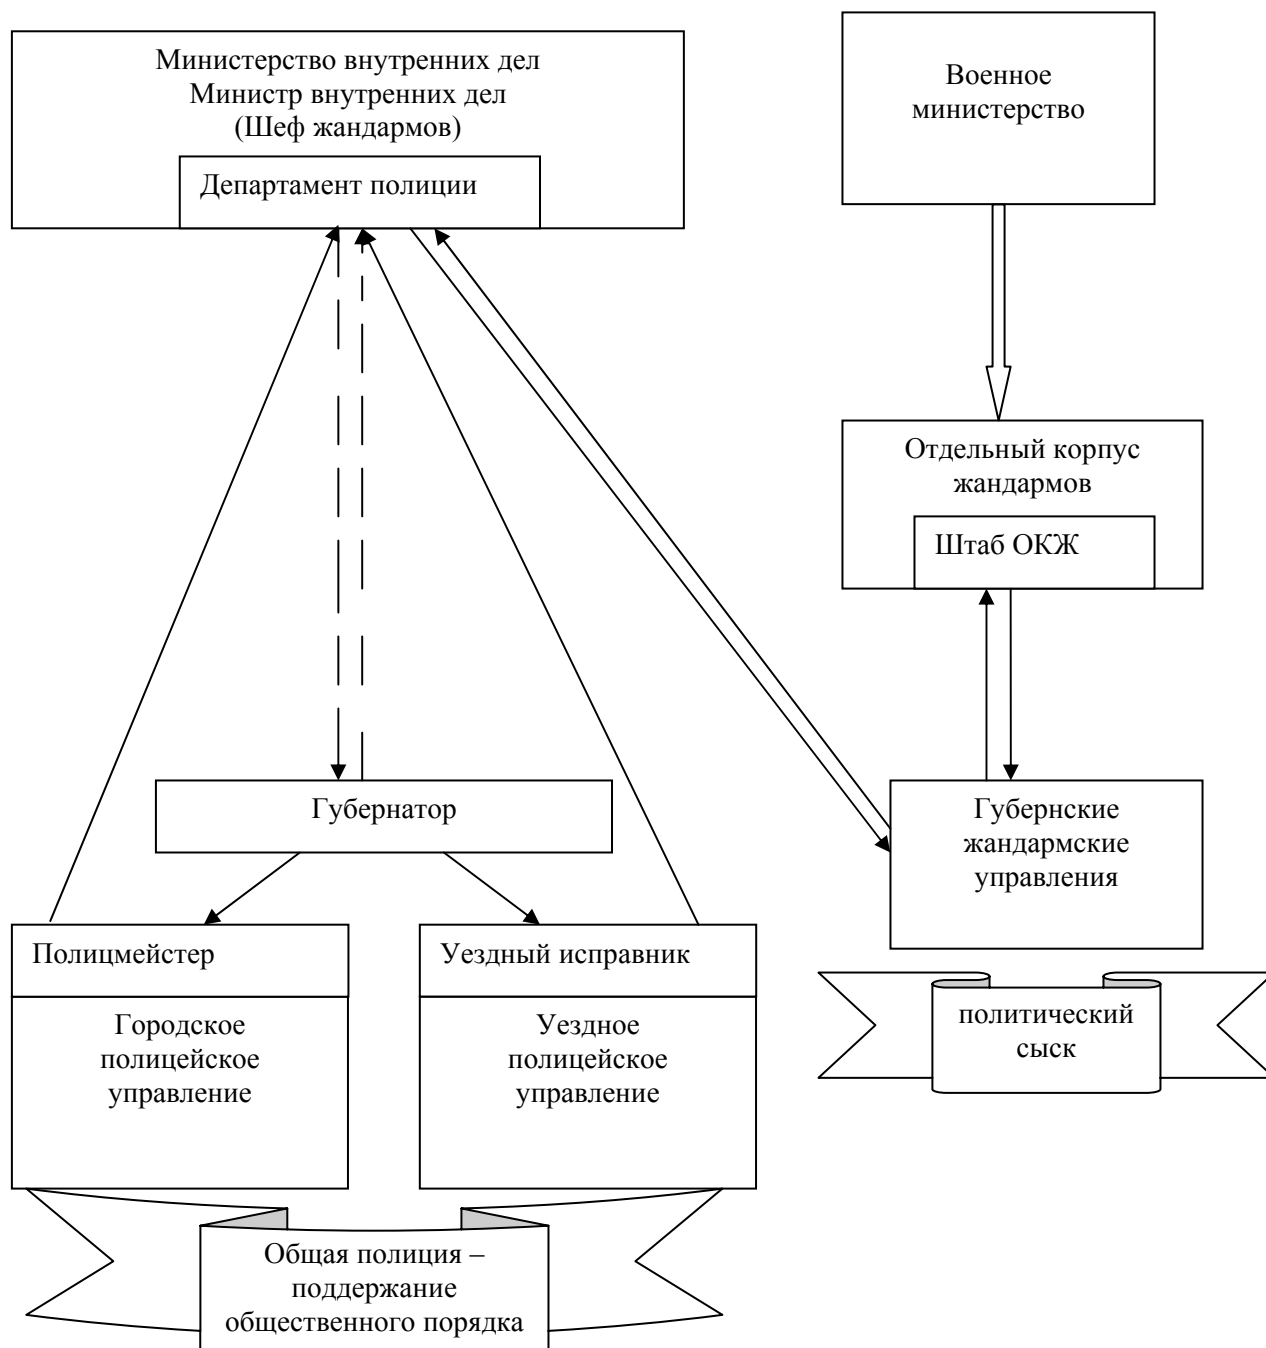 Министерство внутренних дел
Министр внутренних дел
(Шеф жандармов)
Департамент полиции
Военное
министерство
Отдельный корпус
жандармов
Штаб ОКЖ
Губернатор
Губернские
жандармские
управления
Полицмейстер
Городское
полицейское
управление
Уездный исправник
Уездное
полицейское
управление
политический
сыск
Общая полиция –
поддержание
общественного порядка